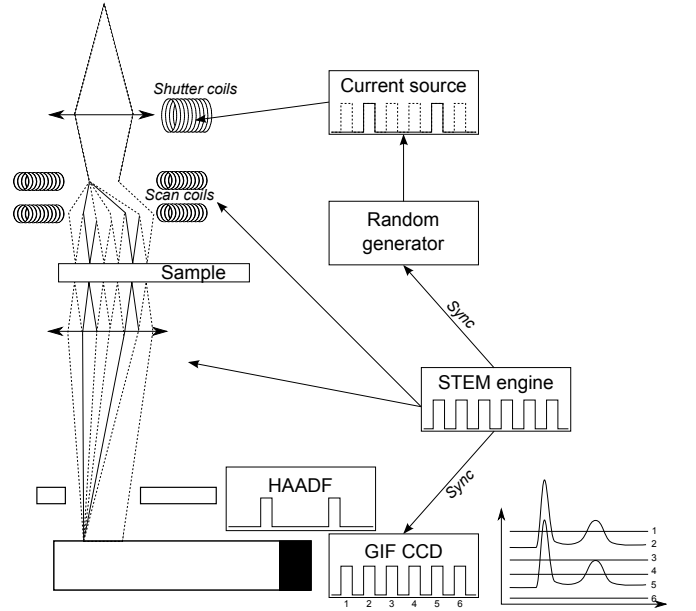 Shutter coils
Current source
Scan coils
Random
generator
Sample
Sync
STEM engine
Sync
HAADF
GIF CCD
1 2 3 4 5 6
1
2
3
4
5
6